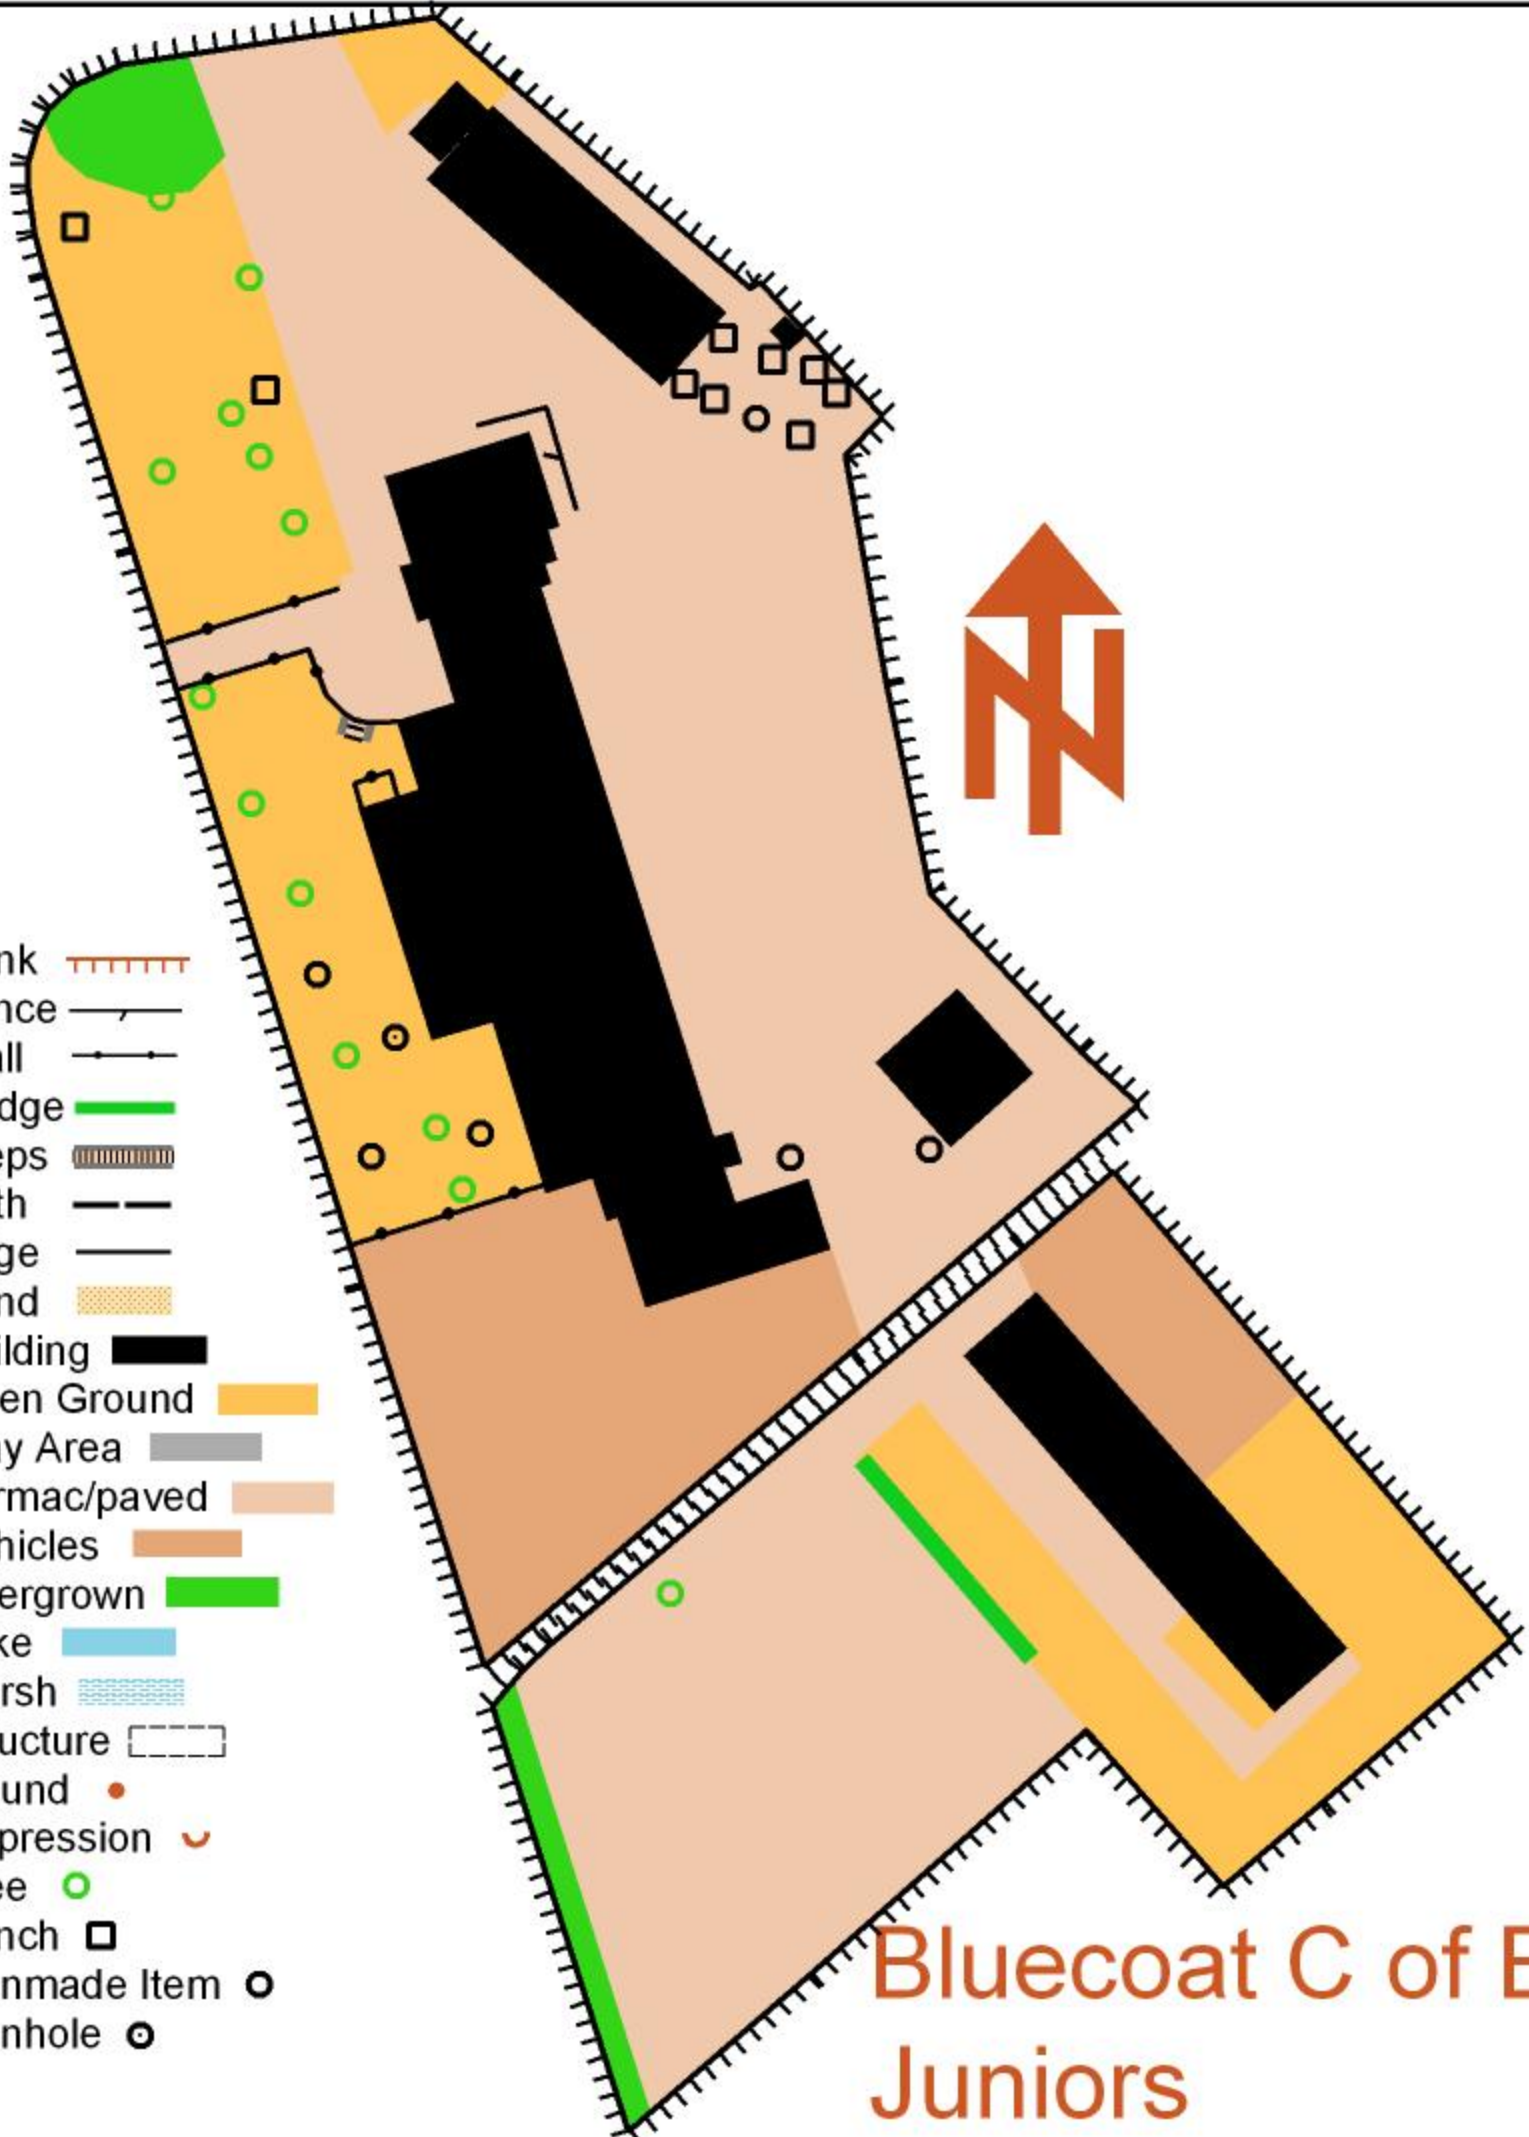 nk
nce
ll
dge
eps
th
ge
nd
ilding
en Ground
y Area
rmac/paved
hicles
ergrown
ke
rsh
ucture
und
pression
ee
nch
nmade Item
nhole
N
Bluecoat C of E
Juniors